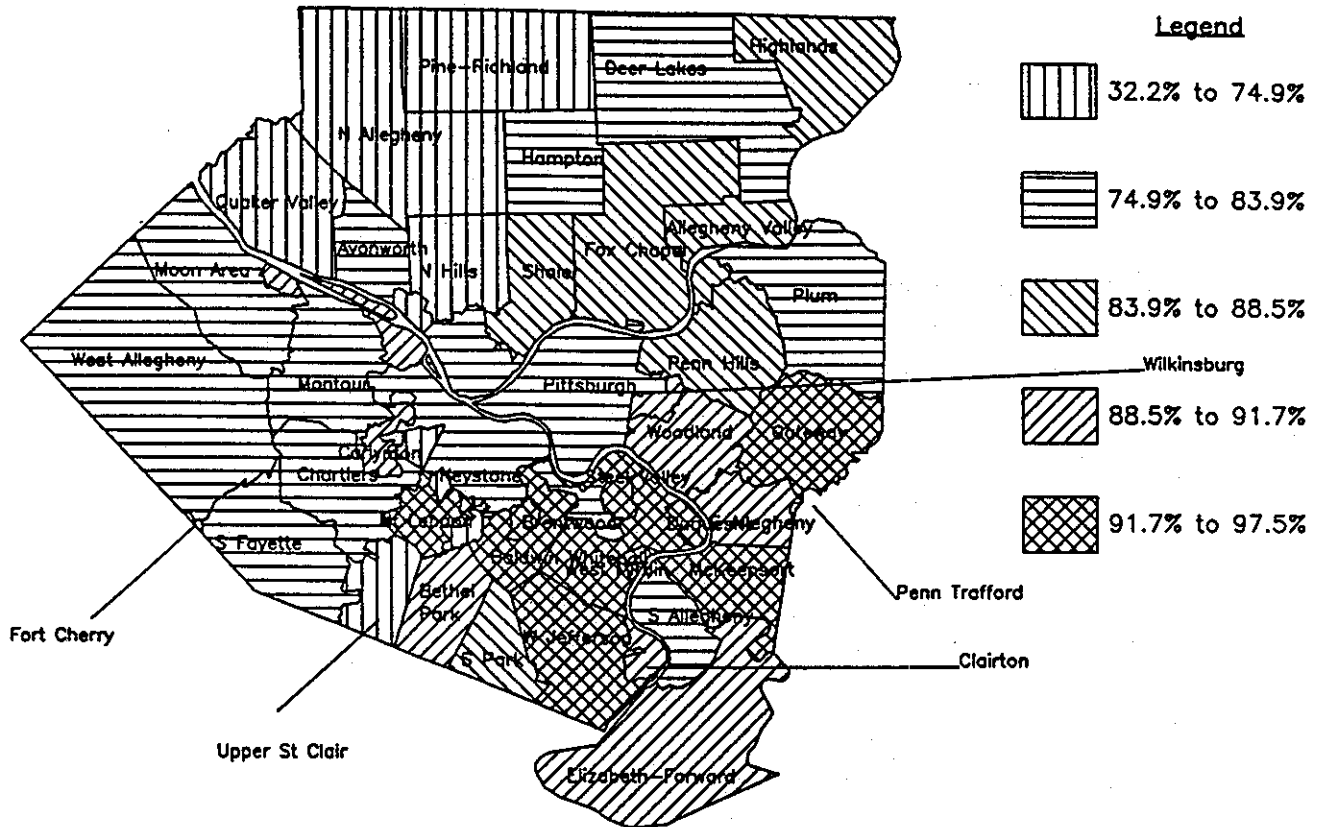 Legend
Highlands
Pine-Richland
Deer Lakes
32.2% to 74.9%
N Allegheny
Hampton
Quaker Valley
74.9% to 83.9%
Allegheny Valley
Avonworth
Fox Chapel
Moon Area
N Hills
Shale
Plum
83.9% to 88.5%
West Allegheny
Penn Hills
Wilkinsburg
Montour
Pittsburgh
88.5% to 91.7%
Woodland
Gateway
Carlynton
Chartiers
Keystone
Steel Valley
Brentwood
91.7% to 97.5%
S Fayette
Baldwin Whitehall
West Mifflin
McKeesport
Bethel
Park
Penn Trafford
S Allegheny
Fort Cherry
W Jefferson
S Park
Clairton
Upper St Clair
Elizabeth-Forward